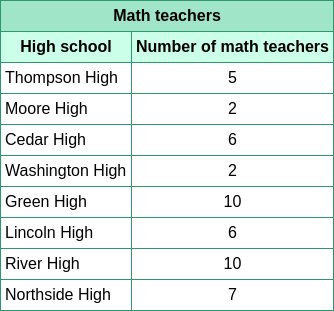 Math teachers
High school Number of math teachers
Thompson High 5
Moore High 2
Cedar High 6
Washington High 2
Green High 10
Lincoln High 6
River High 10
Northside High 7